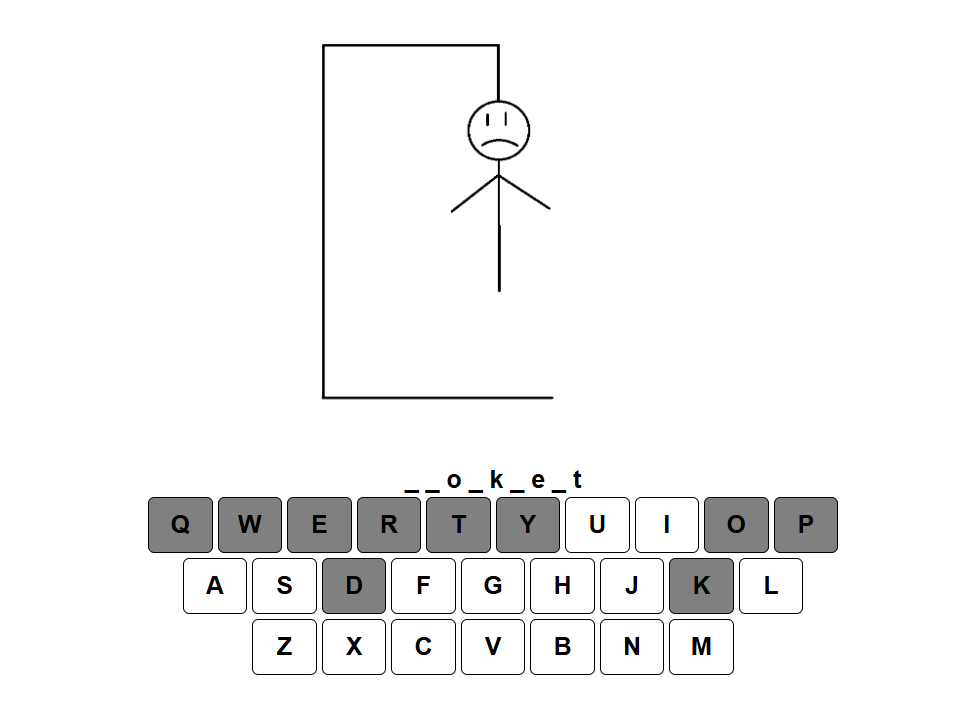 _ _ o _ k _ e _ t
Q W E R T Y U I O P
A S D F G H J K L
Z X C V B N M